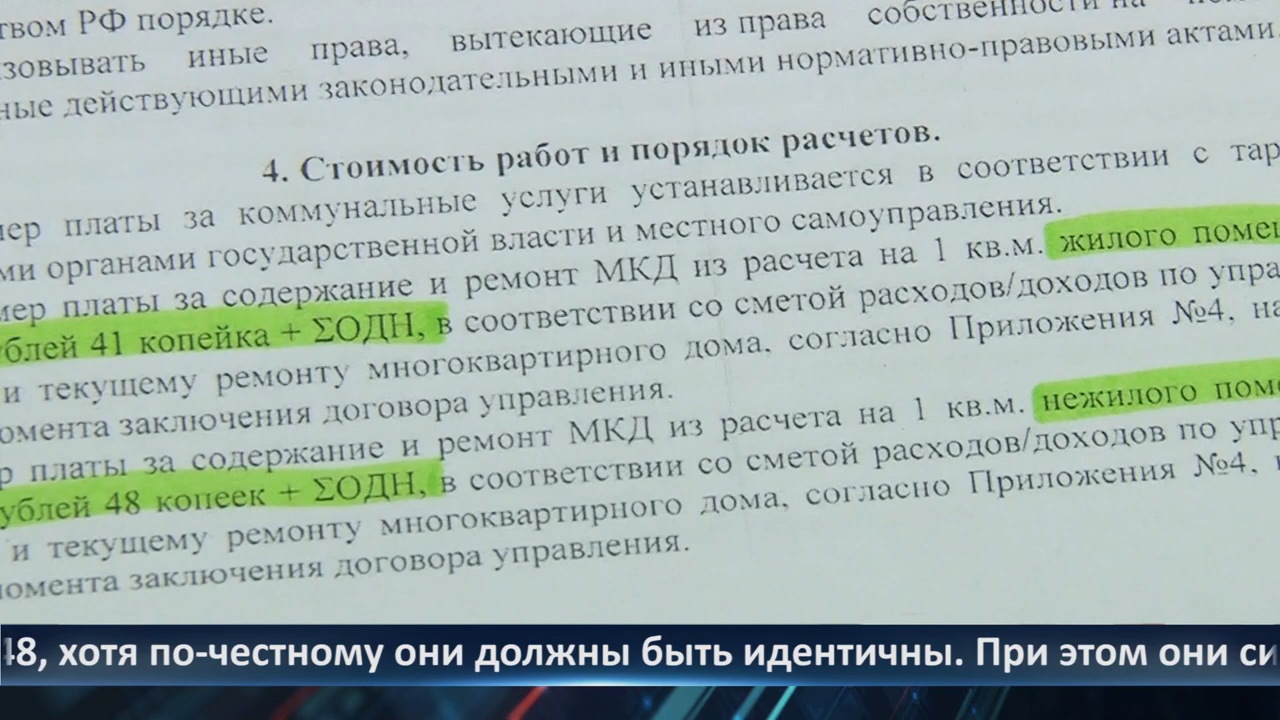 твом РФ порядке.
зовывать иные права, вытекающие из права собственности на
ные действующими законодательными и иными нормативно-правовыми актами.
4. Стоимость работ и порядок расчетов.
мер платы за коммунальные услуги устанавливается в соответствии с тар
ми органами государственной власти и местного самоуправления.
мер платы за содержание и ремонт МКД из расчета на 1 кв.м. жилого помещ
ублей 41 копейка + ΣОДН, в соответствии со сметой расходов/доходов по упра
и текущему ремонту многоквартирного дома, согласно Приложения №4, на
омента заключения договора управления.
р платы за содержание и ремонт МКД из расчета на 1 кв.м. нежилого поме
ублей 48 копеек + ΣОДН, в соответствии со сметой расходов/доходов по упр
и текущему ремонту многоквартирного дома, согласно Приложения №4,
момента заключения договора управления.
48, хотя по-честному они должны быть идентичны. При этом они си